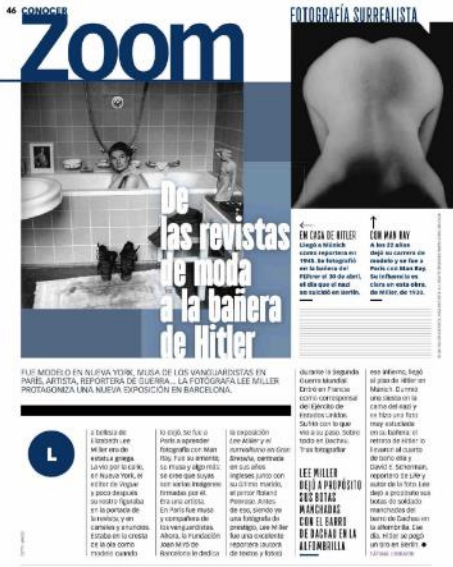 46 CONOCER
Zoom
FOTOGRAFÍA SURREALISTA
De
las revistas
de moda
a la bañera
de Hitler
EN CASA DE HITLER
Llegó a Múnich
como reportera en
1945. Se fotografió
en la bañera del
Führer el 30 de abril,
el día que el nazi
se suicidó en Berlín.
CON MAN RAY
A los 22 años
dejó su carrera de
modelo y se fue a
París con Man Ray.
Su influencia es
clara en esta obra
de Miller, de 1930.
FUE MODELO EN NUEVA YORK, MUSA DE LOS VANGUARDISTAS EN
PARÍS, ARTISTA, REPORTERA DE GUERRA... LA FOTÓGRAFA LEE MILLER
PROTAGONIZA UNA NUEVA EXPOSICIÓN EN BARCELONA.
L
a belleza de
Elizabeth Lee
Miller era de
estatua griega.
La vio por la calle,
en Nueva York, el
editor de Vogue
y poco después
su rostro figuraba
en la portada de
la revista, y en
carteles y anuncios.
Estaba en la cresta
de la ola como
modelo cuando
lo dejó. Se fue a
París a aprender
fotografía con Man
Ray. Fue su amante,
su musa y algo más:
se cree que suyas
son varias imágenes
firmadas por él.
Era una artista.
En París fue musa
y compañera de
los vanguardistas.
Ahora, la Fundación
Joan Miró de
Barcelona le dedica
la exposición
Lee Miller y el
surrealismo en Gran
Bretaña, centrada
en sus años
ingleses junto con
su último marido,
el pintor Roland
Penrose. Antes
de eso, siendo ya
una fotógrafa de
prestigio, Lee Miller
fue una excelente
reportera (autora
de textos y fotos)
durante la Segunda
Guerra Mundial.
Entró en Francia
como corresponsal
del Ejército de
Estados Unidos.
Sufrió con lo que
vio a su paso. Sobre
todo en Dachau.
Tras fotografiar
LEE MILLER
DEJÓ A PROPÓSITO
SUS BOTAS
MANCHADAS
CON EL BARRO
DE DACHAU EN LA
ALFOMBRILLA
ese infierno, llegó
al piso de Hitler en
Múnich. Durmió
una siesta en la
cama del nazi y
se hizo una foto
muy estudiada
en su bañera: el
retrato de Hitler lo
llevaron al cuarto
de baño ella y
David E. Scherman,
reportero de Life y
autor de la foto. Lee
dejó a propósito sus
botas de soldado
manchadas del
barro de Dachau en
la alfombrilla. Ese
día, Hitler se pegó
un tiro en Berlín.